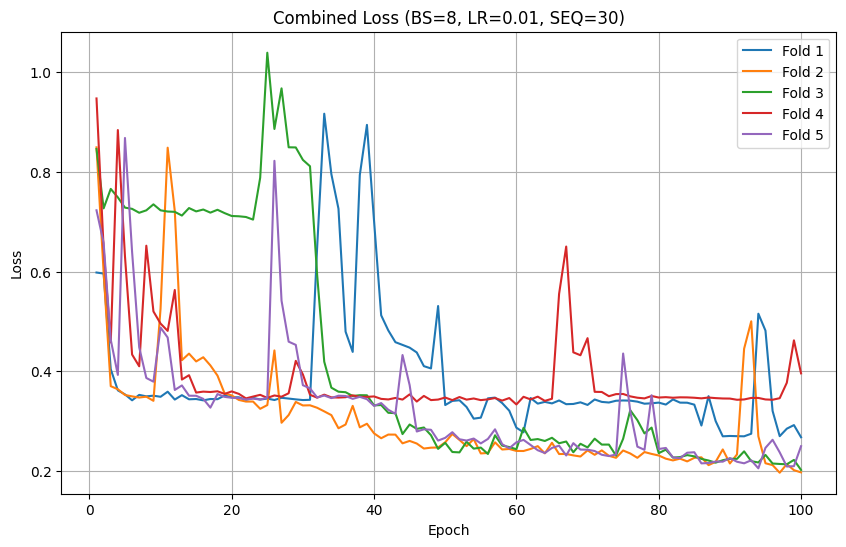 Combined Loss (BS=8, LR=0.01, SEQ=30)
Fold 1
Fold 2
Fold 3
Fold 4
Fold 5
Loss
1.0
0.8
0.6
0.4
0.2
0 20 40 60 80 100
Epoch